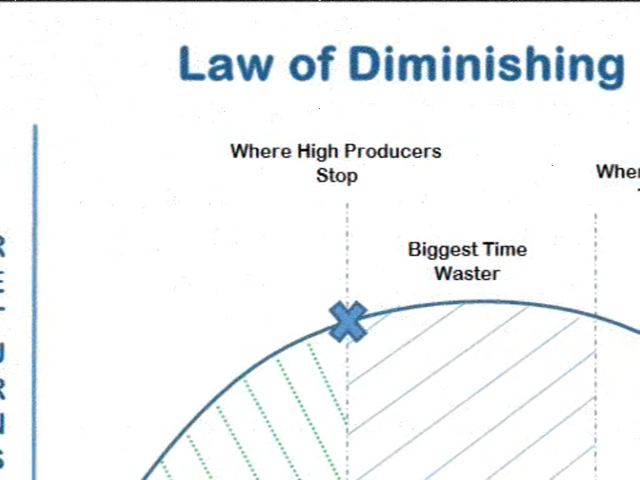 Law of Diminishing
Where High Producers
Stop
Biggest Time
Waster